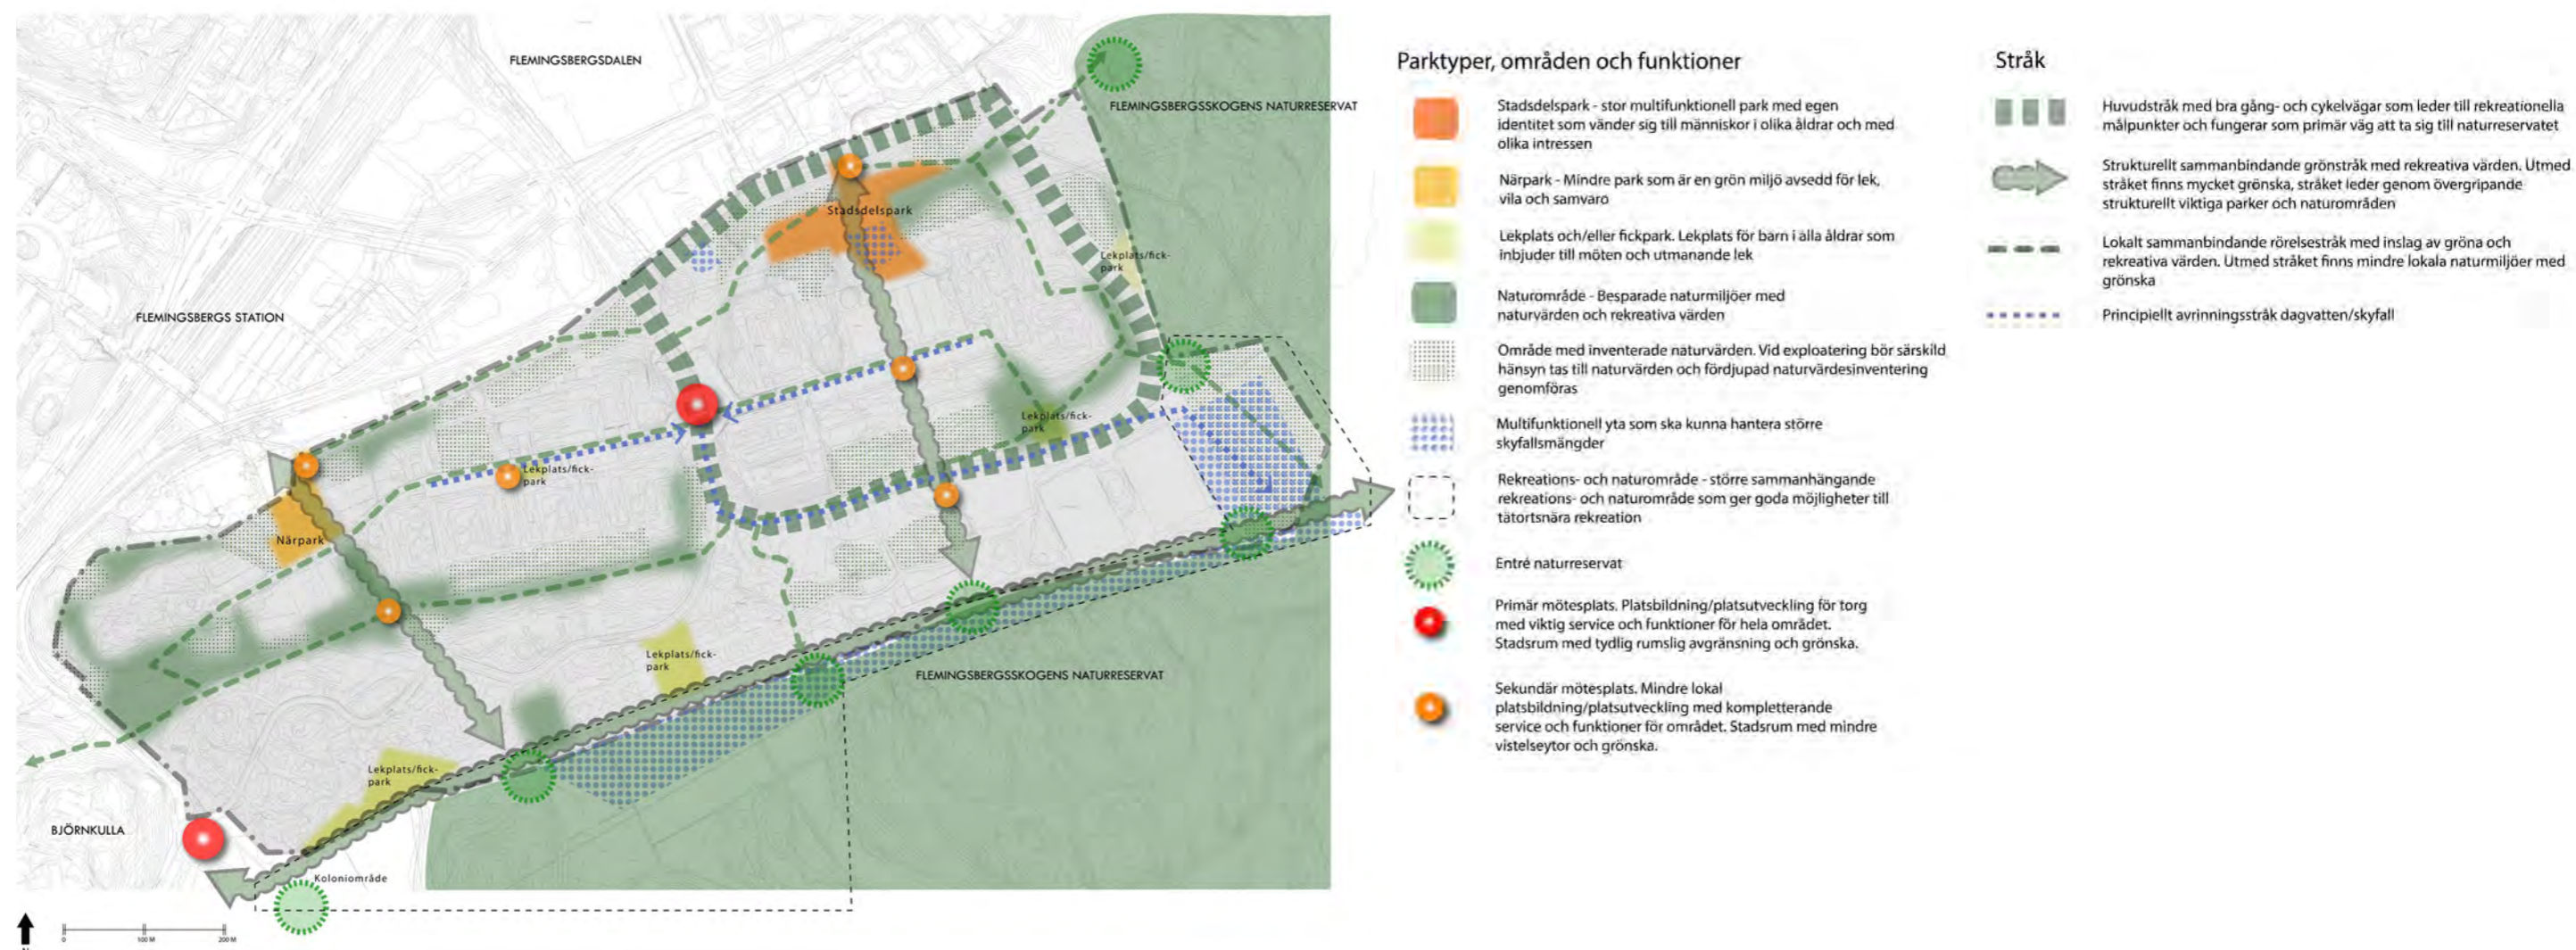 FLEMINGSBERGSDALEN
FLEMINGSBERGSSKOGENS NATURRESERVAT
Stadsdelspark
Lekplats/fick-
park
FLEMINGSBERGS STATION
Lekplats/fick-
park
Lekplats/fick-
park
Närpark
Lekplats/fick-
park
FLEMINGSBERGSSKOGENS NATURRESERVAT
Lekplats/fick-
park
BJÖRNKULLA
Koloniområde
0
100 M
200 M
Parktyper, områden och funktioner
Stadsdelspark - stor multifunktionell park med egen
identitet som vänder sig till människor i olika åldrar och med
olika intressen
Närpark - Mindre park som är en grön miljö avsedd för lek,
vila och samvaro
Lekplats och/eller fickpark. Lekplats för barn i alla åldrar som
inbjuder till möten och utmanande lek
Naturområde - Besparade naturmiljöer med
naturvärden och rekreativa värden
Område med inventerade naturvärden. Vid exploatering bör särskild
hänsyn tas till naturvärden och fördjupad naturvärdesinventering
genomföras
Multifunktionell yta som ska kunna hantera större
skyfallsmängder
Rekreations- och naturområde - större sammanhängande
rekreations- och naturområde som ger goda möjligheter till
tätortsnära rekreation
Entré naturreservat
Primär mötesplats. Platsbildning/platsutveckling för torg
med viktig service och funktioner för hela området.
Stadsrum med tydlig rumslig avgränsning och grönska.
Sekundär mötesplats. Mindre lokal
platsbildning/platsutveckling med kompletterande
service och funktioner för området. Stadsrum med mindre
vistelseytor och grönska.
Stråk
Huvudstråk med bra gång- och cykelvägar som leder till rekreationella
målpunkter och fungerar som primär väg att ta sig till naturreservatet
Strukturellt sammanbindande grönstråk med rekreativa värden. Utmed
stråket finns mycket grönska, stråket leder genom övergripande
strukturellt viktiga parker och naturområden
Lokalt sammanbindande rörelsestråk med inslag av gröna och
rekreativa värden. Utmed stråket finns mindre lokala naturmiljöer med
grönska
Principiellt avrinningsstråk dagvatten/skyfall